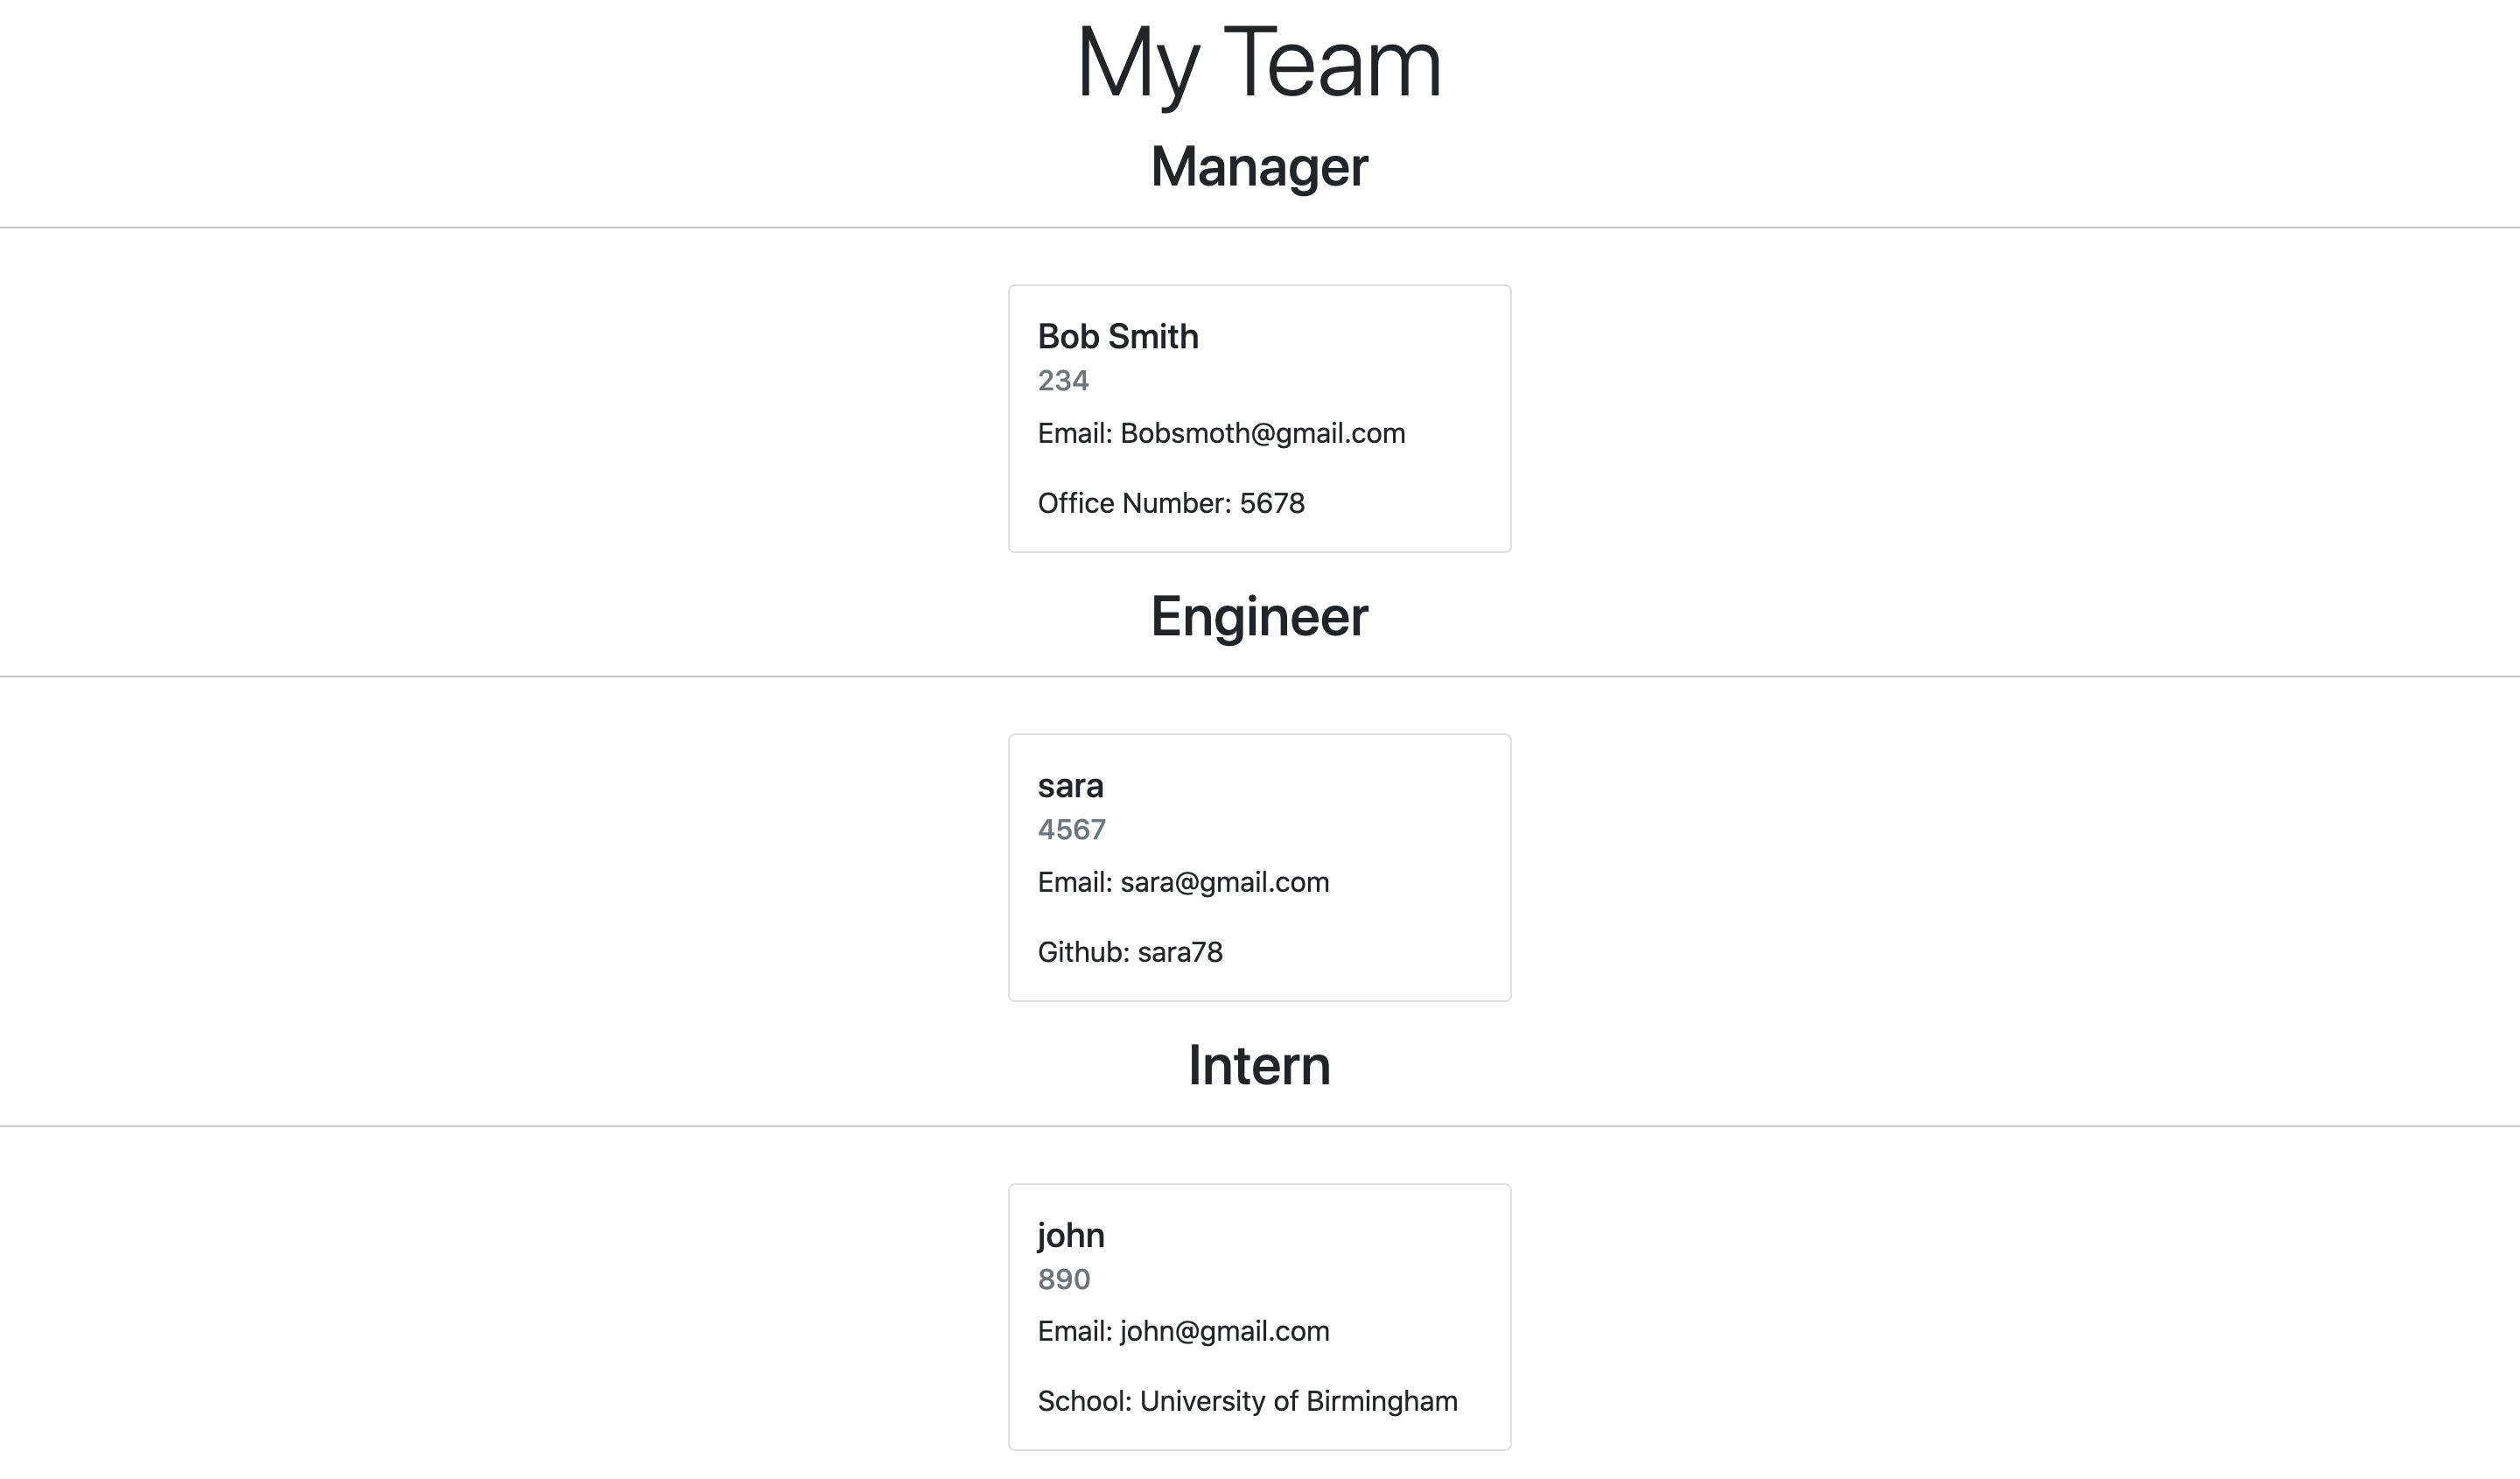 My Team
Manager
Bob Smith
234
Email: Bobsmoth@gmail.com
Office Number: 5678
Engineer
sara
4567
Email: sara@gmail.com
Github: sara78
Intern
john
890
Email: john@gmail.com
School: University of Birmingham